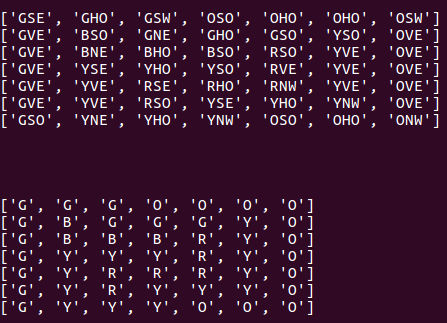 ['GSE', 'GHO', 'GSW', 'OSO', 'OHO', 'OHO', 'OSW']
['GVE', 'BSO', 'GNE', 'GHO', 'GSO', 'YSO', 'OVE']
['GVE', 'BNE', 'BHO', 'BSO', 'RSO', 'YVE', 'OVE']
['GVE', 'YSE', 'YHO', 'YSO', 'RVE', 'YVE', 'OVE']
['GVE', 'YVE', 'RSE', 'RHO', 'RNW', 'YVE', 'OVE']
['GVE', 'YVE', 'RSO', 'YSE', 'YHO', 'YNW', 'OVE']
['GSO', 'YNE', 'YHO', 'YNW', 'OSO', 'OHO', 'ONW']
['G', 'G', 'G', 'O', 'O', 'O', 'O']
['G', 'B', 'G', 'G', 'G', 'Y', 'O']
['G', 'B', 'B', 'B', 'R', 'Y', 'O']
['G', 'Y', 'Y', 'Y', 'R', 'Y', 'O']
['G', 'Y', 'R', 'R', 'R', 'Y', 'O']
['G', 'Y', 'R', 'Y', 'Y', 'Y', 'O']
['G', 'Y', 'Y', 'Y', 'O', 'O', 'O']